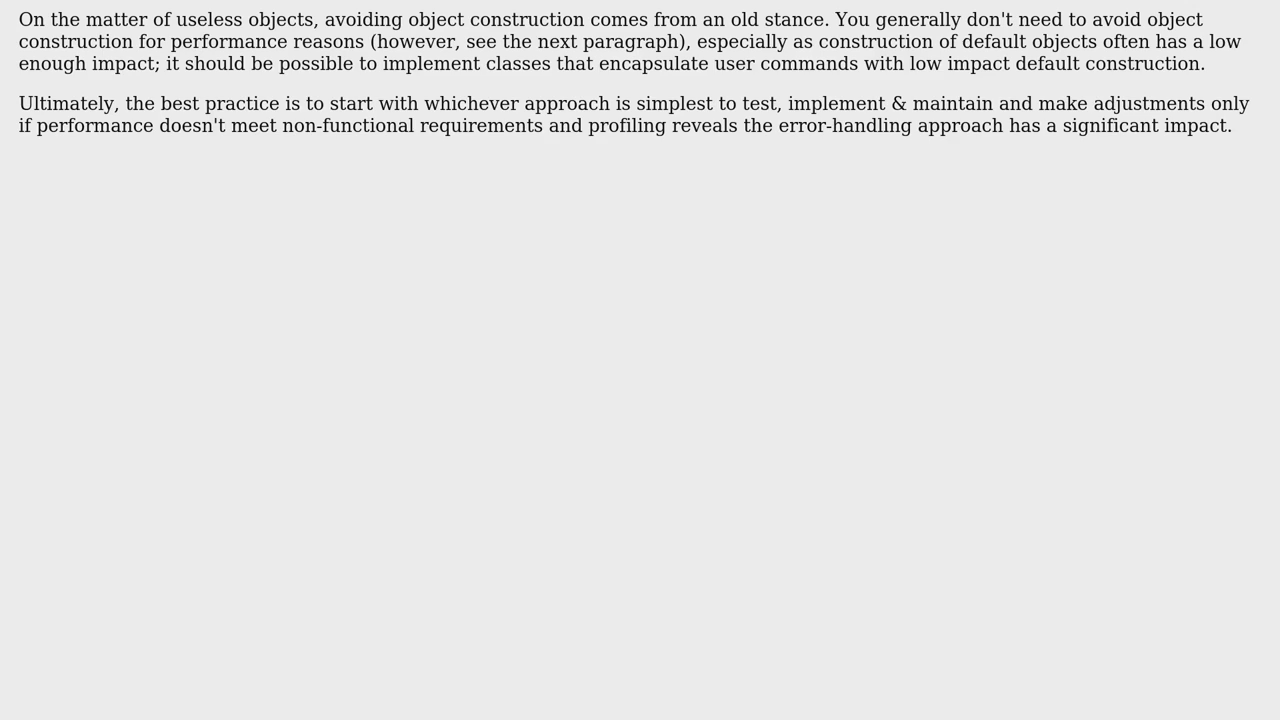 On the matter of useless objects, avoiding object construction comes from an old stance. You generally don't need to avoid object
construction for performance reasons (however, see the next paragraph), especially as construction of default objects often has a low
enough impact; it should be possible to implement classes that encapsulate user commands with low impact default construction.
Ultimately, the best practice is to start with whichever approach is simplest to test, implement & maintain and make adjustments only
if performance doesn't meet non-functional requirements and profiling reveals the error-handling approach has a significant impact.